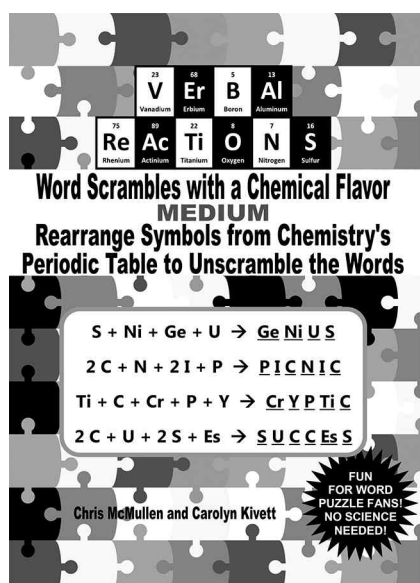 23 68 5 13
V Er B Al
Vanadium Erbium Boron Aluminum
75 89 22 8 7 16
Re Ac Ti O N S
Rhenium Actinium Titanium Oxygen Nitrogen Sulfur
Word Scrambles with a Chemical Flavor
MEDIUM
Rearrange Symbols from Chemistry's
Periodic Table to Unscramble the Words
S + Ni + Ge + U → Ge Ni U S
2 C + N + 2 I + P → P I C N I C
Ti + C + Cr + P + Y → Cr Y P Ti C
2 C + U + 2 S + Es → S U C C Es S
FUN
FOR WORD
PUZZLE FANS!
NO SCIENCE
NEEDED!
Chris McMullen and Carolyn Kivett